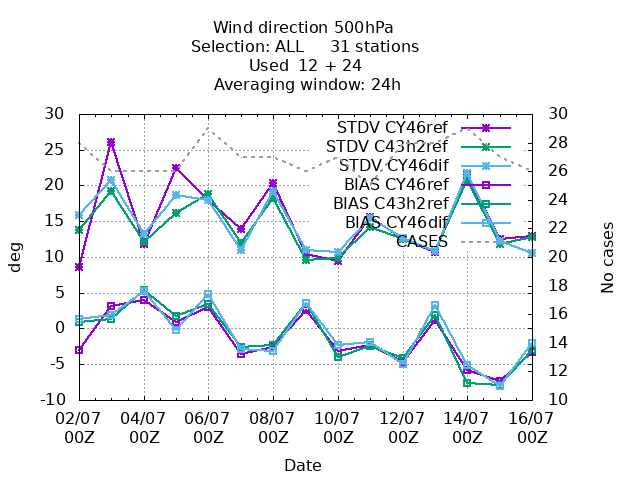 Wind direction 500hPa
Selection: ALL 31 stations
Used 12 + 24
Averaging window: 24h
30 30
25 28
20 26
15 24
10 22
5 20
0 18
-5 16
-10 14
12
10
STDV CY46ref
STDV C43h2ref
STDV CY46dif
BIAS CY46ref
BIAS C43h2ref
BIAS CY46dif
CASES
deg
No cases
02/07 04/07 06/07 08/07 10/07 12/07 14/07 16/07
00Z 00Z 00Z 00Z 00Z 00Z 00Z 00Z
Date